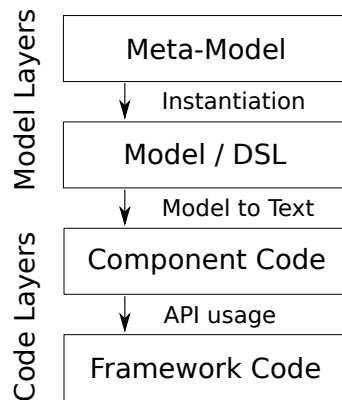 Model Layers
Meta-Model
Instantiation
Model / DSL
Model to Text
Code Layers
Component Code
API usage
Framework Code